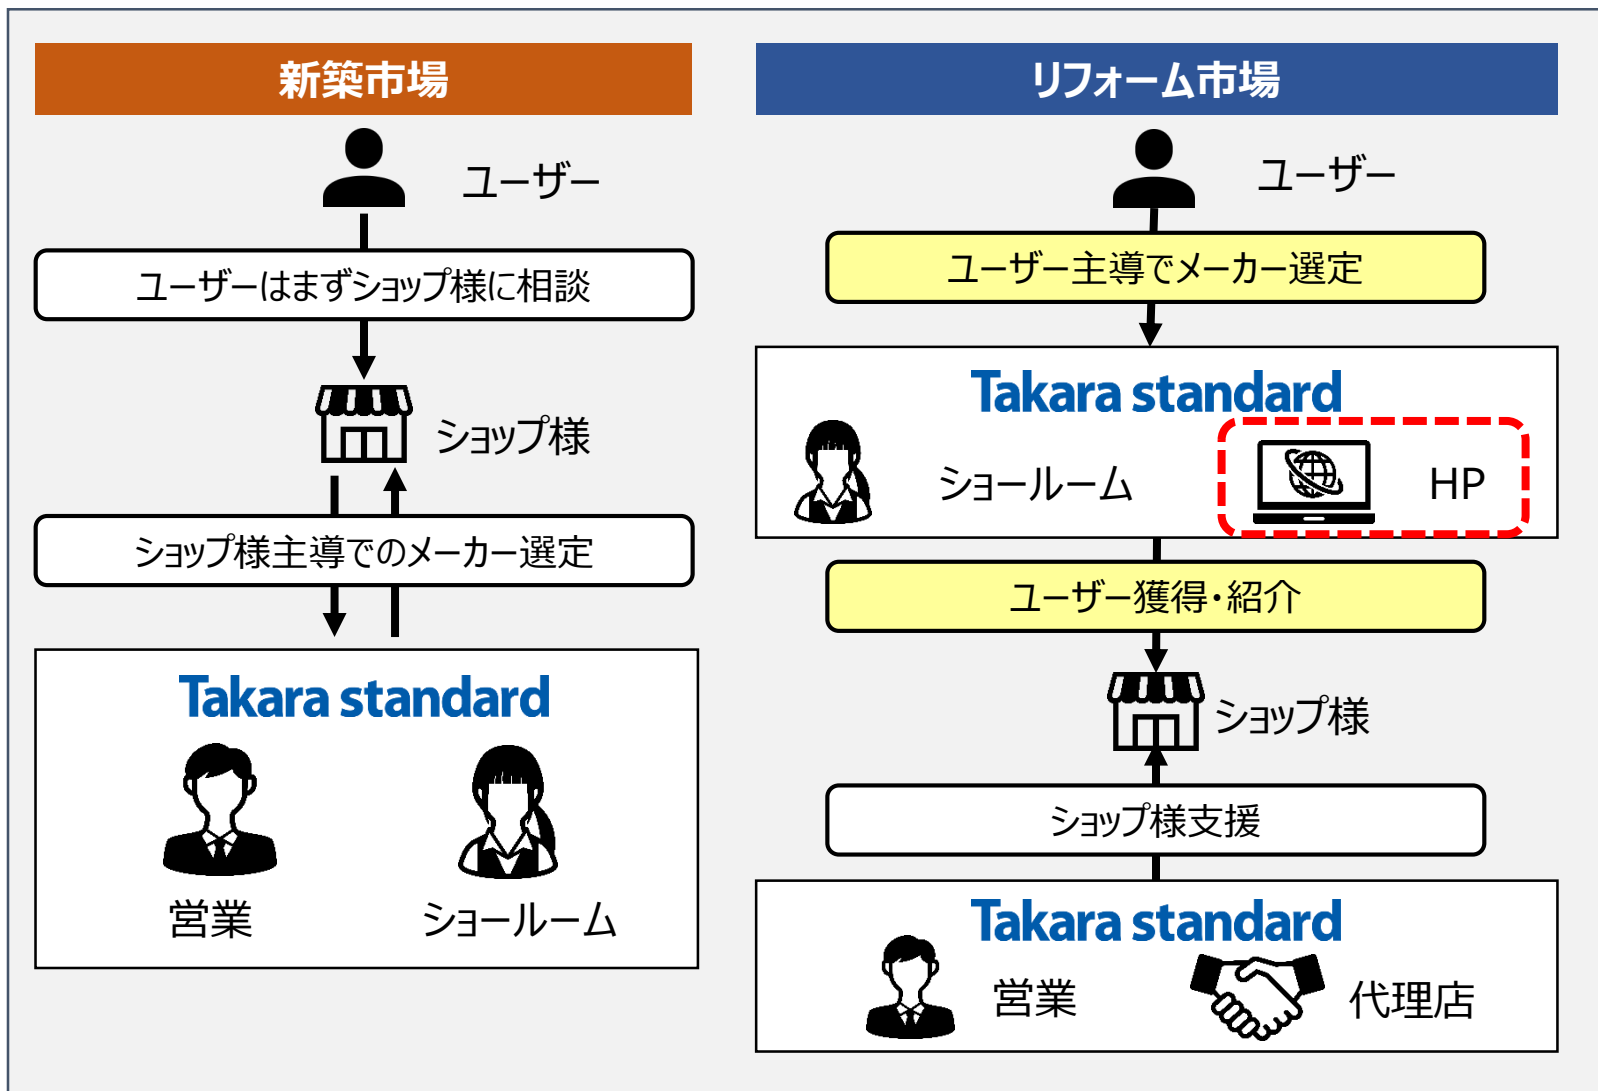 新築市場
ユーザー
ユーザーはまずショップ様に相談
ショップ様
ショップ様主導でのメーカー選定
Takara standard
営業
ショールーム
リフォーム市場
ユーザー
ユーザー主導でメーカー選定
Takara standard
ショールーム
HP
ユーザー獲得・紹介
ショップ様
ショップ様支援
Takara standard
営業
代理店